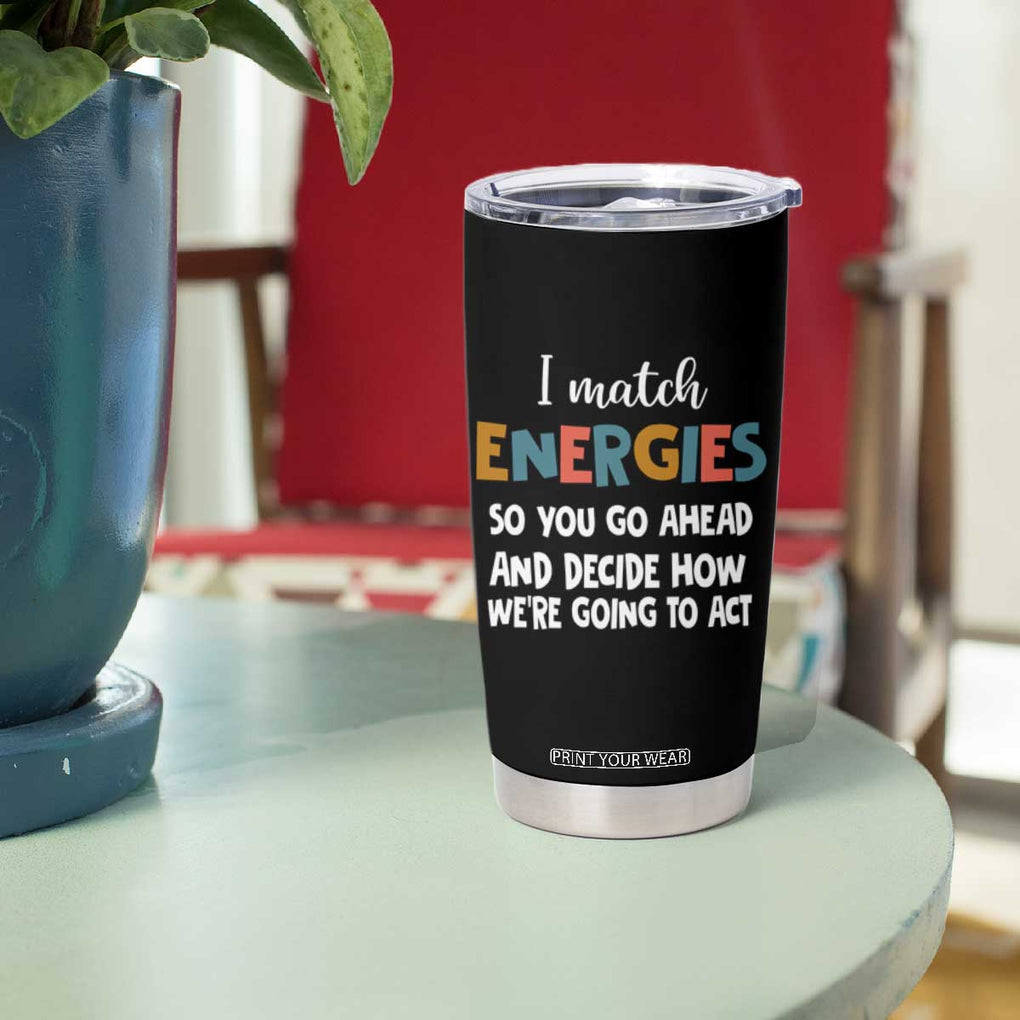 I match
ENERGIES
SO YOU GO AHEAD
AND DECIDE HOW
WE'RE GOING TO ACT
PRINT YOUR WEAR